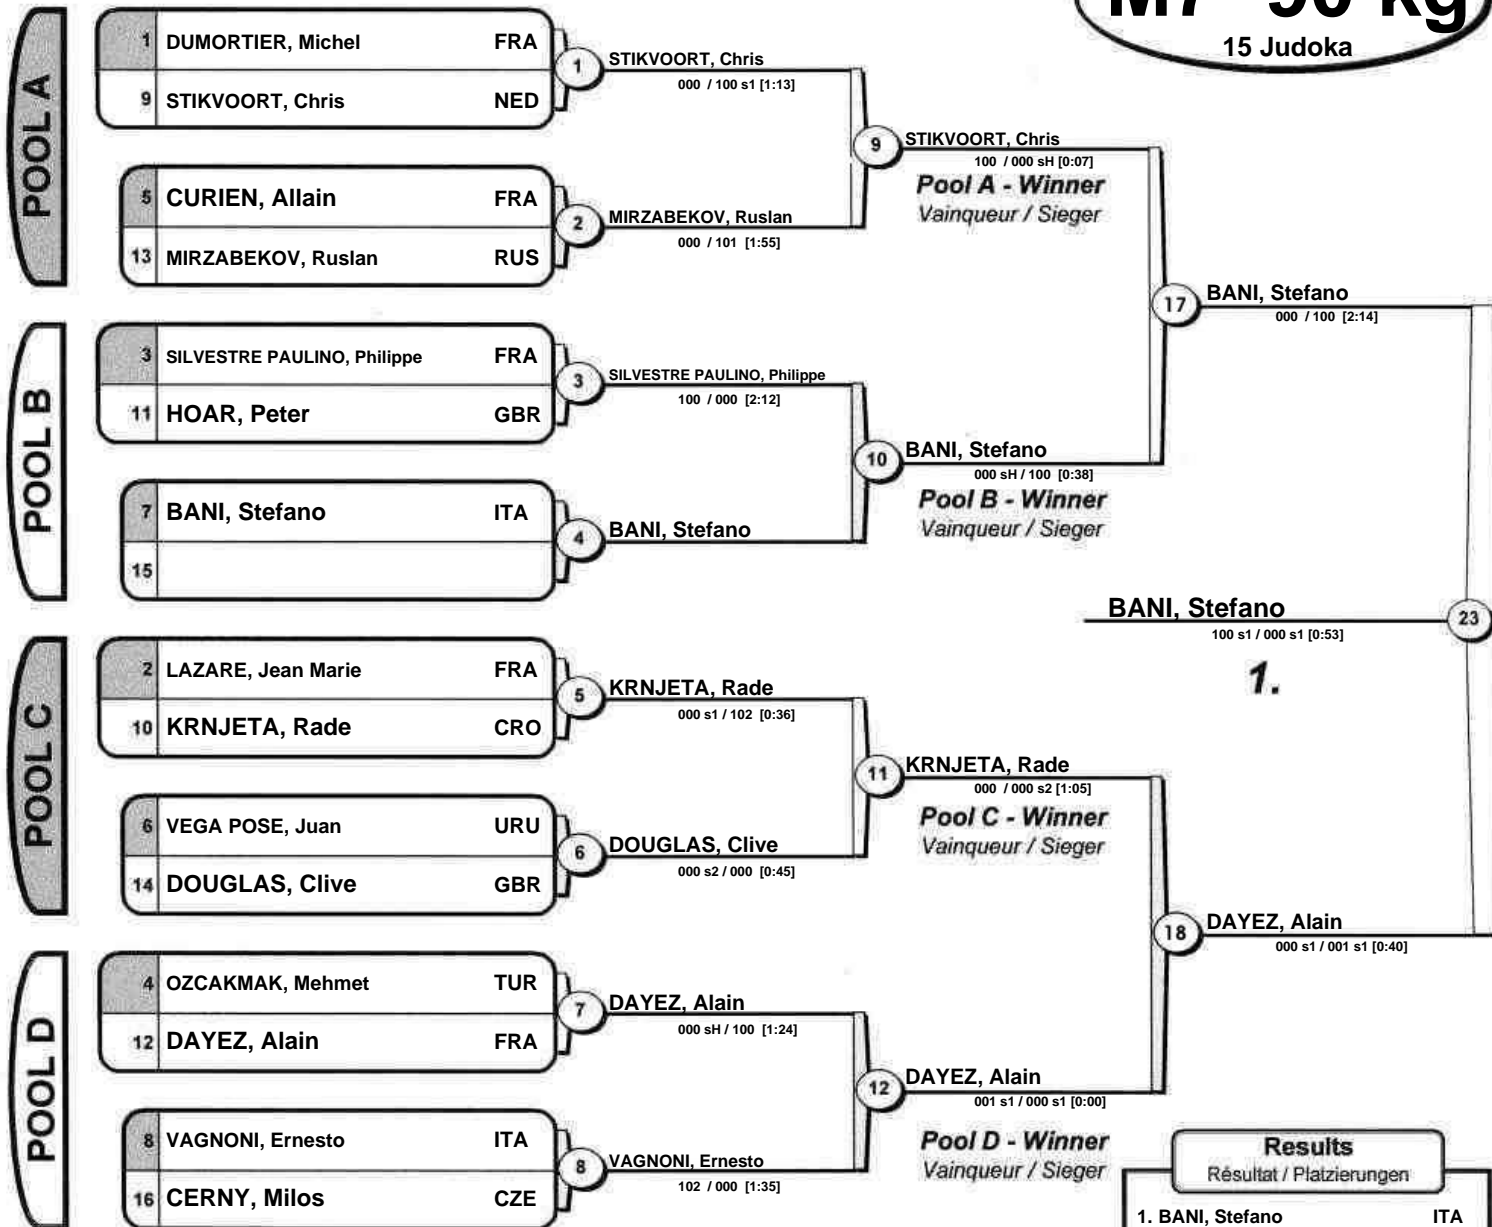 M7 -90 kg
15 Judoka
POOL A
1 DUMORTIER, Michel FRA
9 STIKVOORT, Chris NED
1
STIKVOORT, Chris
000 / 100 s1 [1:13]
5 CURIEN, Allain FRA
13 MIRZABEKOV, Ruslan RUS
2
MIRZABEKOV, Ruslan
000 / 101 [1:55]
9
STIKVOORT, Chris
100 / 000 sH [0:07]
Pool A - Winner
Vainqueur / Sieger
POOL B
3 SILVESTRE PAULINO, Philippe FRA
11 HOAR, Peter GBR
3
SILVESTRE PAULINO, Philippe
100 / 000 [2:12]
7 BANI, Stefano ITA
15
4
BANI, Stefano
10
BANI, Stefano
000 sH / 100 [0:38]
Pool B - Winner
Vainqueur / Sieger
17
BANI, Stefano
000 / 100 [2:14]
POOL C
2 LAZARE, Jean Marie FRA
10 KRNJETA, Rade CRO
5
KRNJETA, Rade
000 s1 / 102 [0:36]
6 VEGA POSE, Juan URU
14 DOUGLAS, Clive GBR
6
DOUGLAS, Clive
000 s2 / 000 [0:45]
11
KRNJETA, Rade
000 / 000 s2 [1:05]
Pool C - Winner
Vainqueur / Sieger
POOL D
4 OZCAKMAK, Mehmet TUR
12 DAYEZ, Alain FRA
7
DAYEZ, Alain
000 sH / 100 [1:24]
8 VAGNONI, Ernesto ITA
16 CERNY, Milos CZE
8
VAGNONI, Ernesto
102 / 000 [1:35]
12
DAYEZ, Alain
001 s1 / 000 s1 [0:00]
Pool D - Winner
Vainqueur / Sieger
18
DAYEZ, Alain
000 s1 / 001 s1 [0:40]
23
BANI, Stefano
100 s1 / 000 s1 [0:53]
1.
Results
Résultat / Platzierungen
1. BANI, Stefano ITA